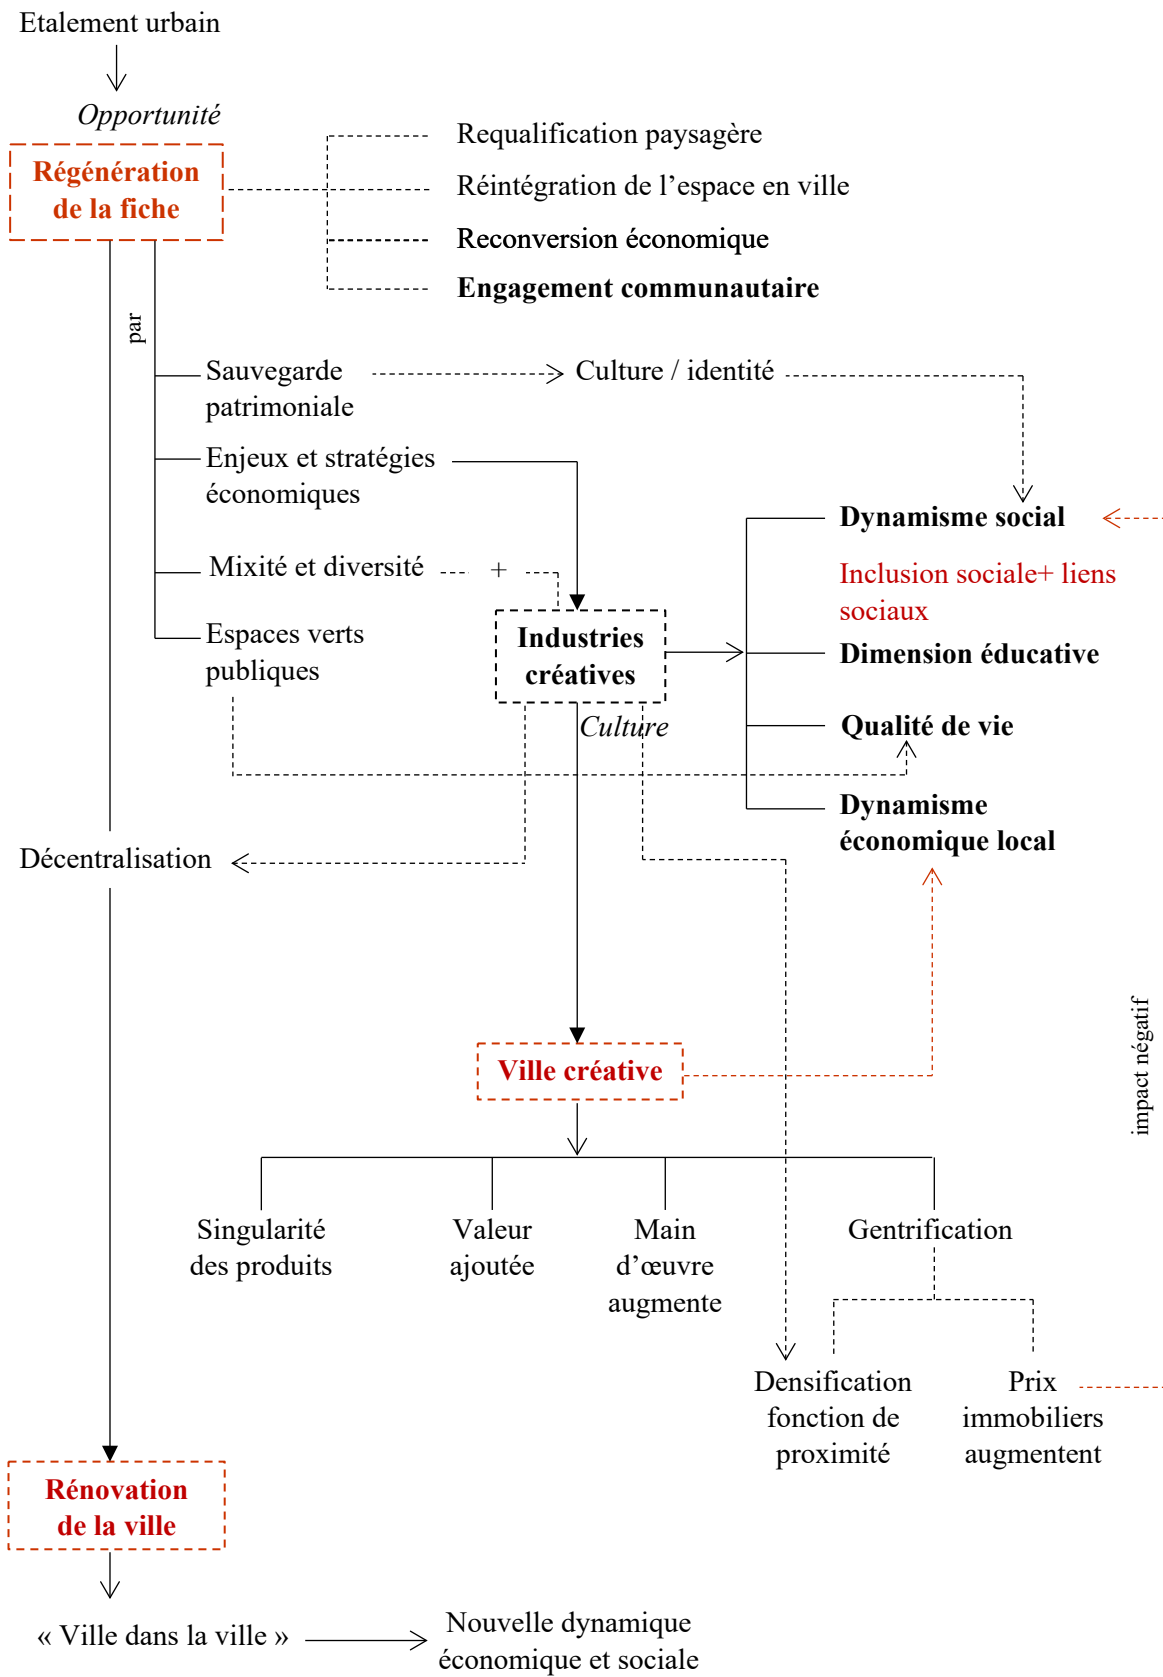 Etalement urbain
Opportunité
Régénération
de la fiche
Requalification paysagère
Réintégration de l’espace en ville
Reconversion économique
Engagement communautaire
par
Sauvegarde
patrimoniale
Culture / identité
Enjeux et stratégies
économiques
Mixité et diversité
+
Espaces verts
publiques
Industries
créatives
Culture
Dynamisme social
Inclusion sociale+ liens
sociaux
Dimension éducative
Qualité de vie
Dynamisme
économique local
Décentralisation
impact négatif
Ville créative
Singularité
des produits
Valeur
ajoutée
Main
d’œuvre
augmente
Gentrification
Densification
fonction de
proximité
Prix
immobiliers
augmentent
Rénovation
de la ville
« Ville dans la ville »
Nouvelle dynamique
économique et sociale